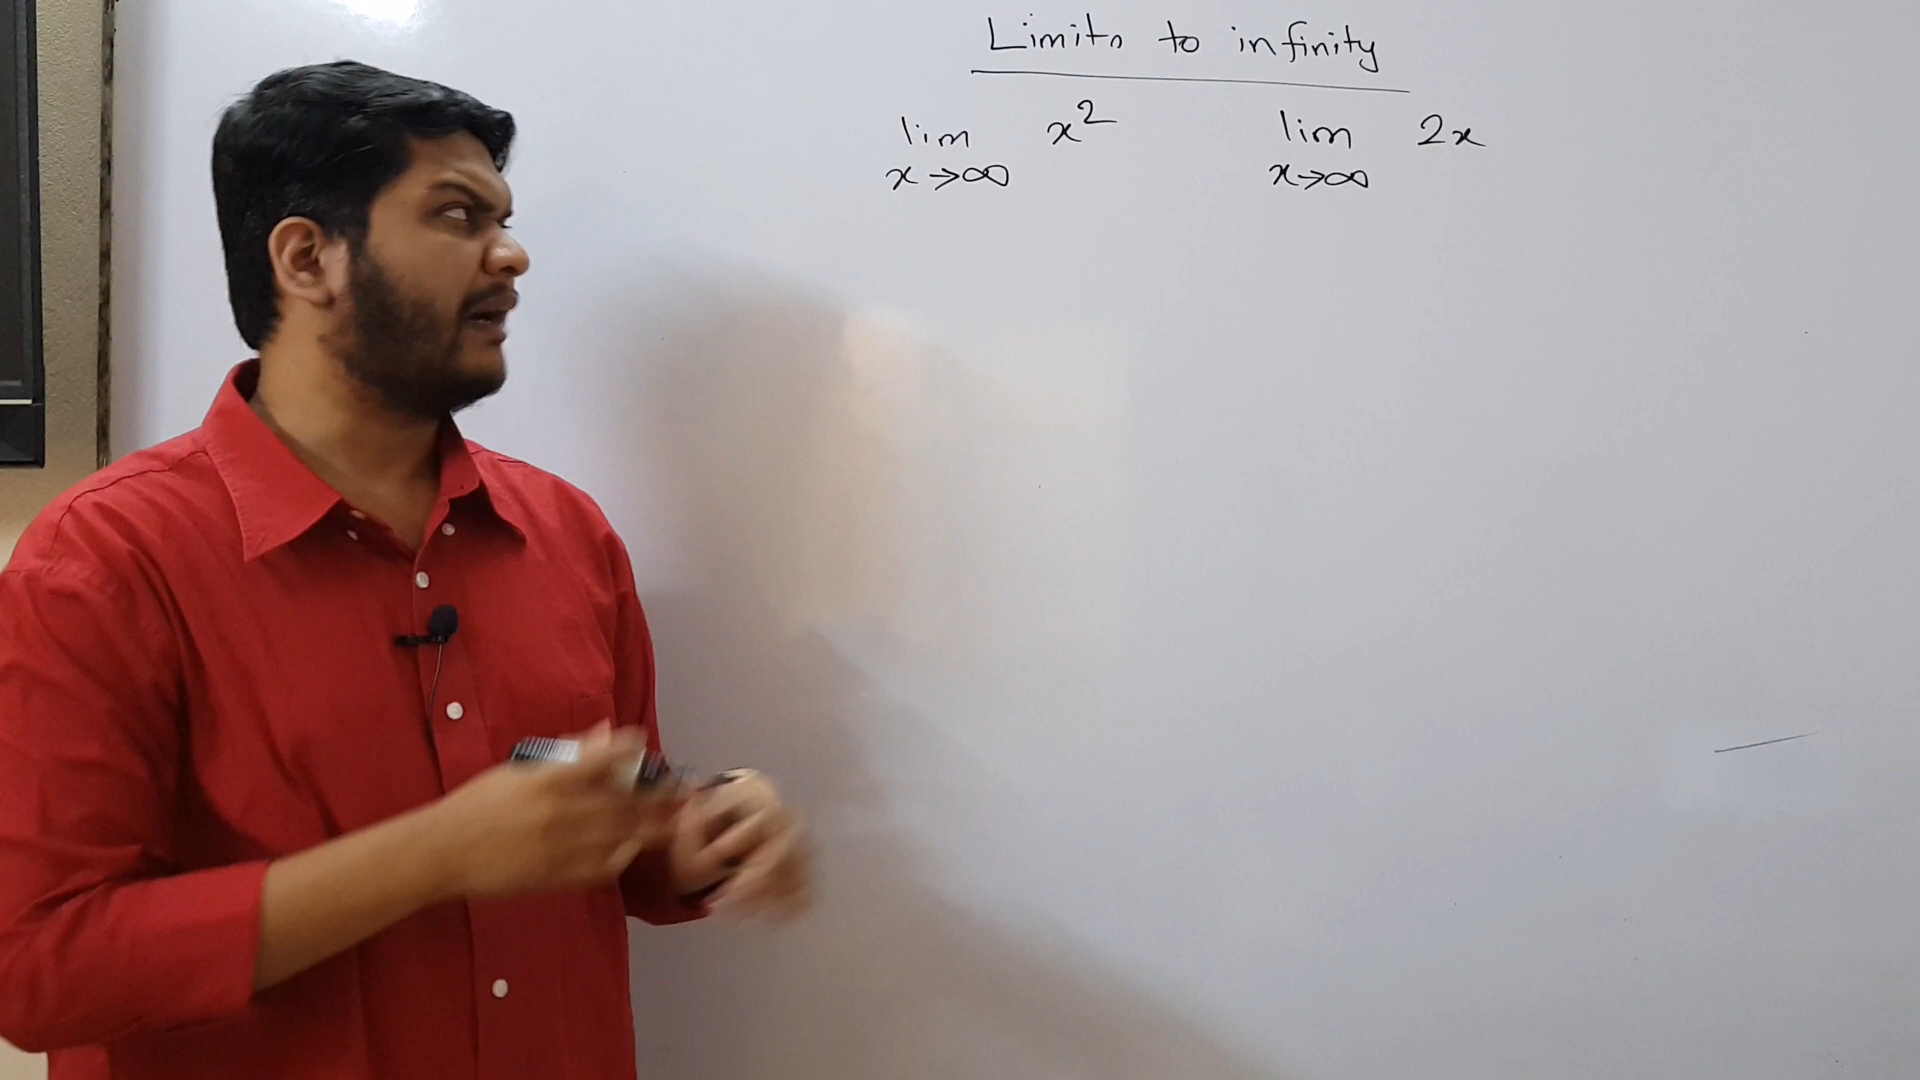 Limits to infinity
lim x² lim 2x
x→∞ x→∞